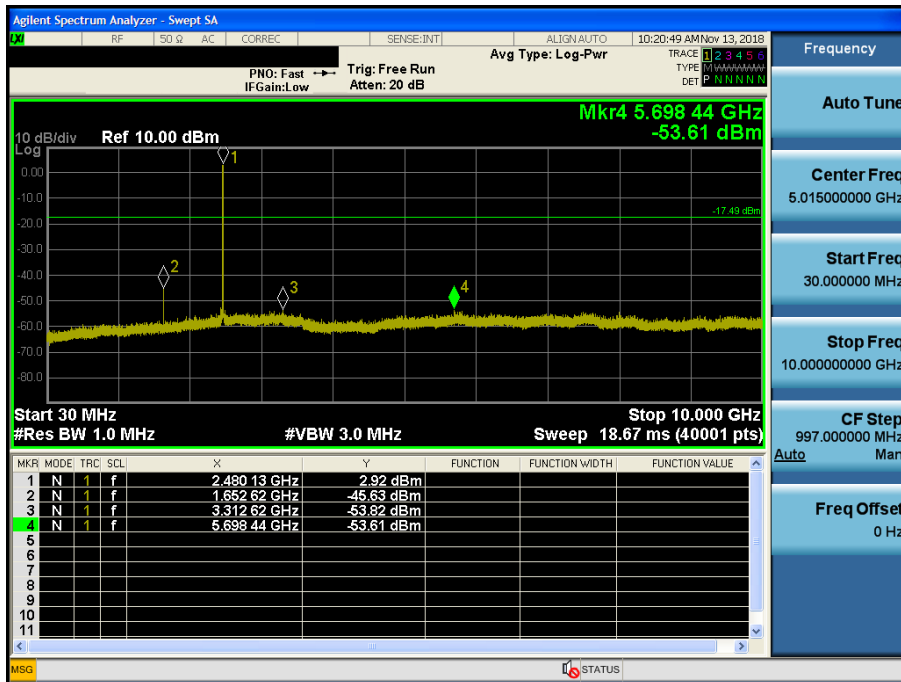 Agilent Spectrum Analyzer - Swept SA
LXI RF 50 Ω AC CORREC SENSE:INT ALIGN AUTO 10:20:49 AM Nov 13, 2018
PNO: Fast
IFGain:Low
Trig: Free Run
Atten: 20 dB
Avg Type: Log-Pwr
TRACE 1 2 3 4 5 6
TYPE M WWWWW
DET P N N N N N
Mkr4 5.698 44 GHz
-53.61 dBm
10 dB/div
Log
Ref 10.00 dBm
0.00
-10.0
-20.0
-30.0
-40.0
-50.0
-60.0
-70.0
-80.0
1
2
3
4
-17.49 dBm
Start 30 MHz Stop 10.000 GHz
#Res BW 1.0 MHz #VBW 3.0 MHz Sweep 18.67 ms (40001 pts)
MKR MODE TRC SCL X Y FUNCTION FUNCTION WIDTH FUNCTION VALUE
1 N 1 f 2.480 13 GHz 2.92 dBm
2 N 1 f 1.652 62 GHz -45.63 dBm
3 N 1 f 3.312 62 GHz -53.82 dBm
4 N 1 f 5.698 44 GHz -53.61 dBm
5
6
7
8
9
10
11
MSG STATUS
Frequency
Auto Tune
Center Freq
5.015000000 GHz
Start Freq
30.000000 MHz
Stop Freq
10.000000000 GHz
CF Step
997.000000 MHz
Auto Man
Freq Offset
0 Hz